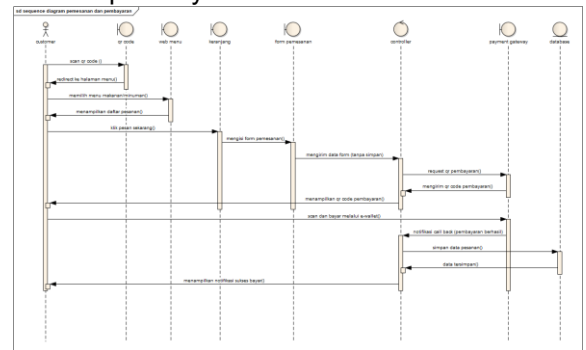 sd sequense diagram pemesanan dan pembayaran
customer
qr code
web menu
keranjang
form pemesanan
controller
payment gateway
database
scan qr code ()
redirect ke halaman menu()
memilih menu makanan/minuman()
menampilkan daftar pesanan()
klik pesan sekarang()
mengisi form pemesanan()
mengirim data form (tanpa simpan)
request qr pembayaran()
mengirim qr code pembayaran()
menampilkan qr code pembayaran()
scan dan bayar melalui e-wallet()
notifikasi call back (pembayaran berhasil)
simpan data pesanan()
data tersimpan()
menampilkan notifikasi sukses bayar()